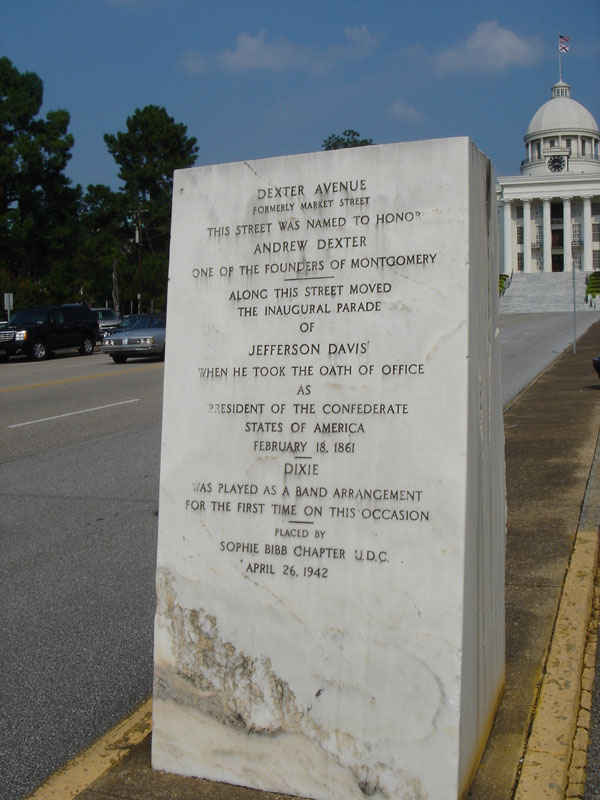 DEXTER AVENUE
FORMERLY MARKET STREET
THIS STREET WAS NAMED TO HONOR
ANDREW DEXTER
ONE OF THE FOUNDERS OF MONTGOMERY
ALONG THIS STREET MOVED
THE INAUGURAL PARADE
OF
JEFFERSON DAVIS
WHEN HE TOOK THE OATH OF OFFICE
AS
PRESIDENT OF THE CONFEDERATE
STATES OF AMERICA
FEBRUARY 18, 1861
DIXIE
WAS PLAYED AS A BAND ARRANGEMENT
FOR THE FIRST TIME ON THIS OCCASION
PLACED BY
SOPHIE BIBB CHAPTER U.D.C.
APRIL 26, 1942